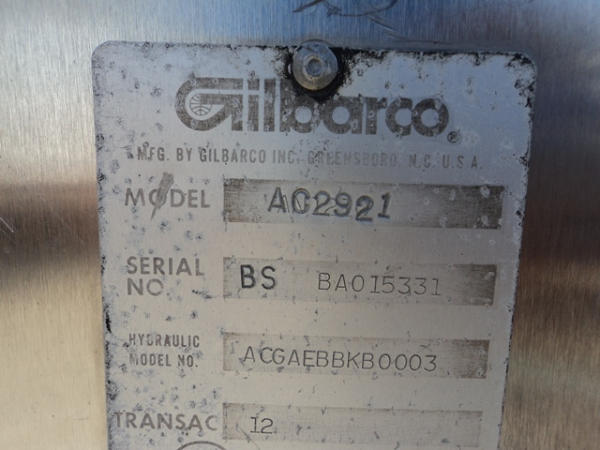 Gilbarco®
MFG. BY GILBARCO INC. GREENSBORO, N.C. U.S.A.
MODEL AC2921
SERIAL NO. BS BA015331
HYDRAULIC MODEL NO. ACGAEBBKB0003
TRANSAC 12